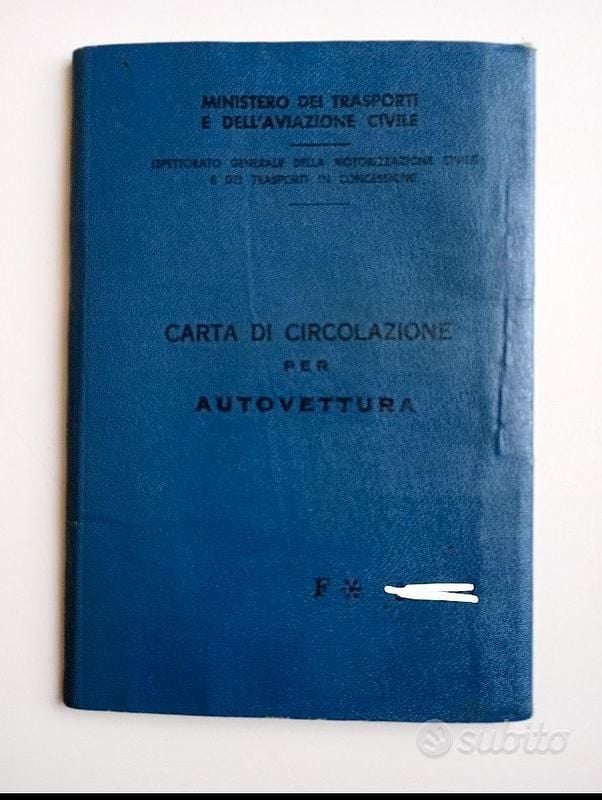 MINISTERO DEI TRASPORTI
E DELL'AVIAZIONE CIVILE
ISPETTORATO GENERALE DELLA MOTORIZZAZIONE CIVILE
E DEI TRASPORTI IN CONCESSIONE
CARTA DI CIRCOLAZIONE
PER
AUTOVETTURA
F *
subito